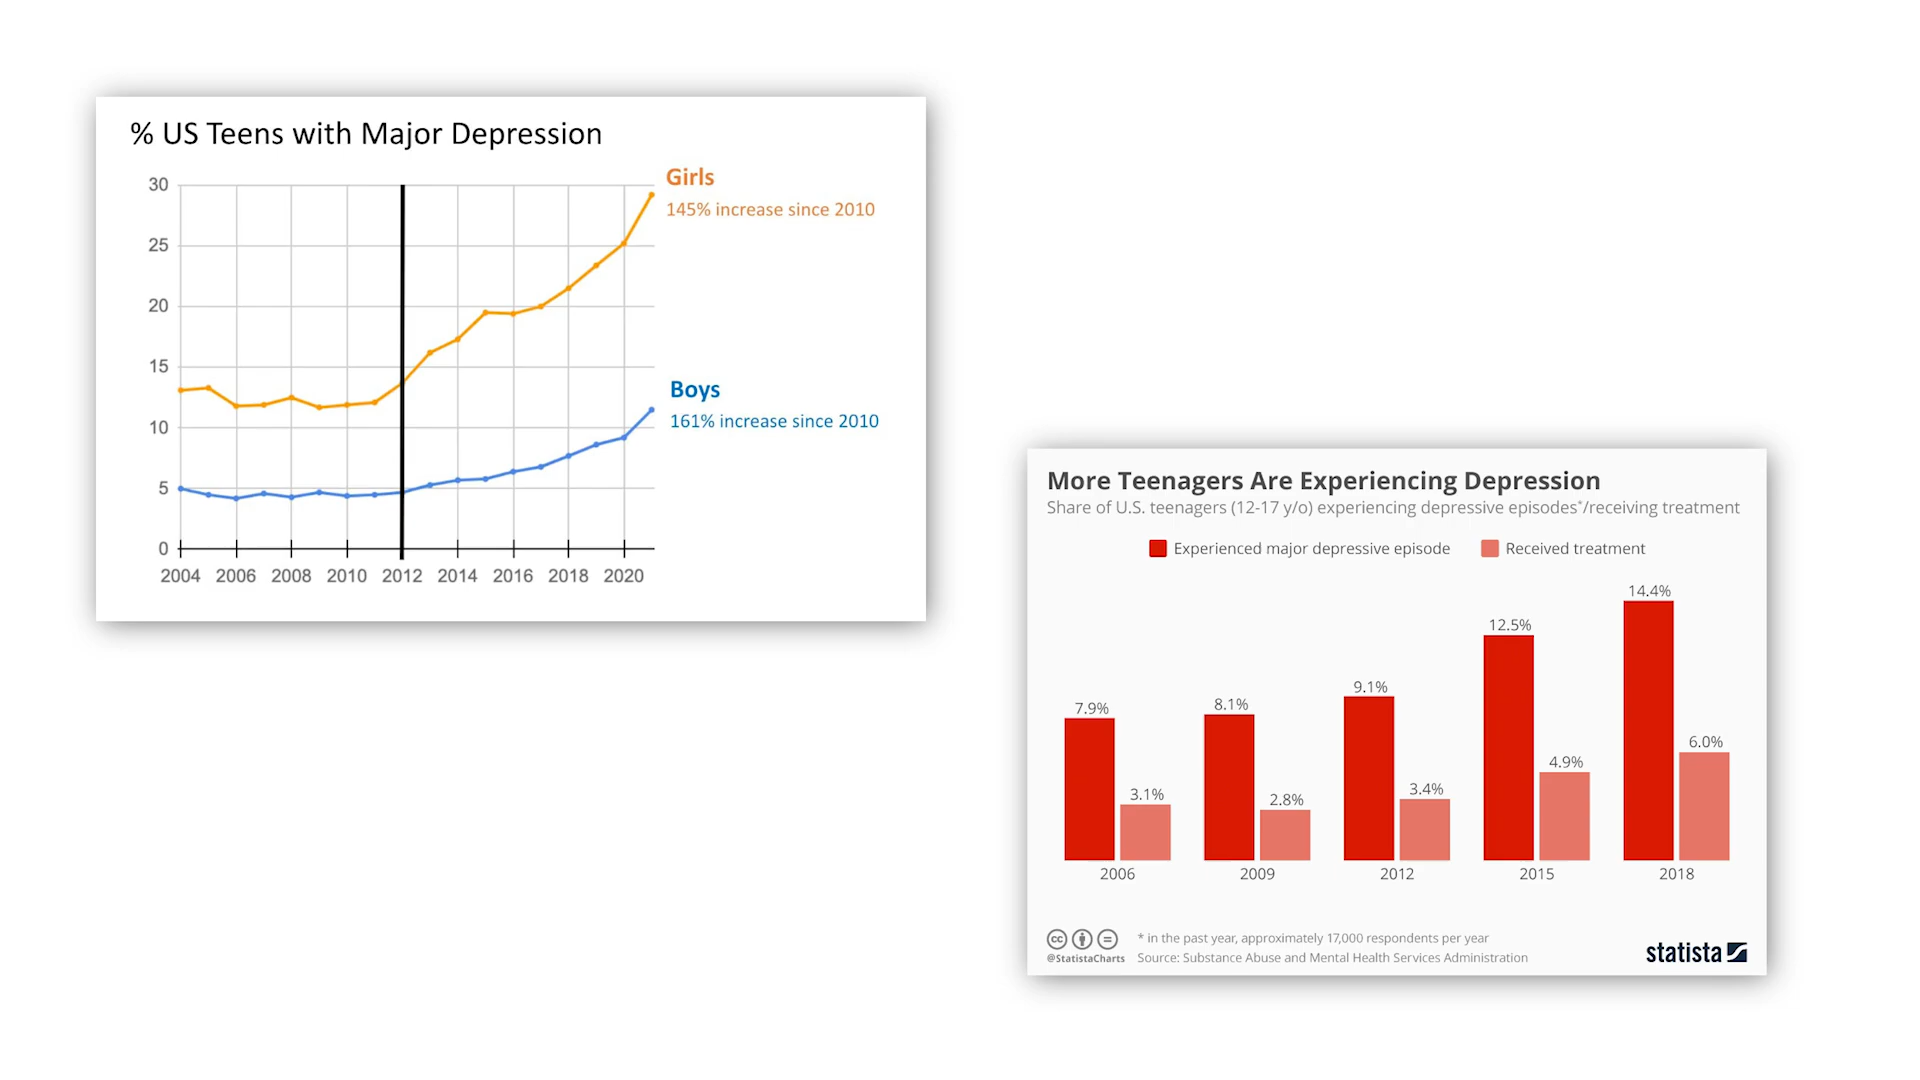 % US Teens with Major Depression
Girls
145% increase since 2010
Boys
161% increase since 2010
30
25
20
15
10
5
0
2004 2006 2008 2010 2012 2014 2016 2018 2020
More Teenagers Are Experiencing Depression
Share of U.S. teenagers (12-17 y/o) experiencing depressive episodes*/receiving treatment
Experienced major depressive episode Received treatment
7.9% 3.1% 8.1% 2.8% 9.1% 3.4% 12.5% 4.9% 14.4% 6.0%
2006 2009 2012 2015 2018
* in the past year, approximately 17,000 respondents per year
cc =
@StatistaCharts Source: Substance Abuse and Mental Health Services Administration
statista